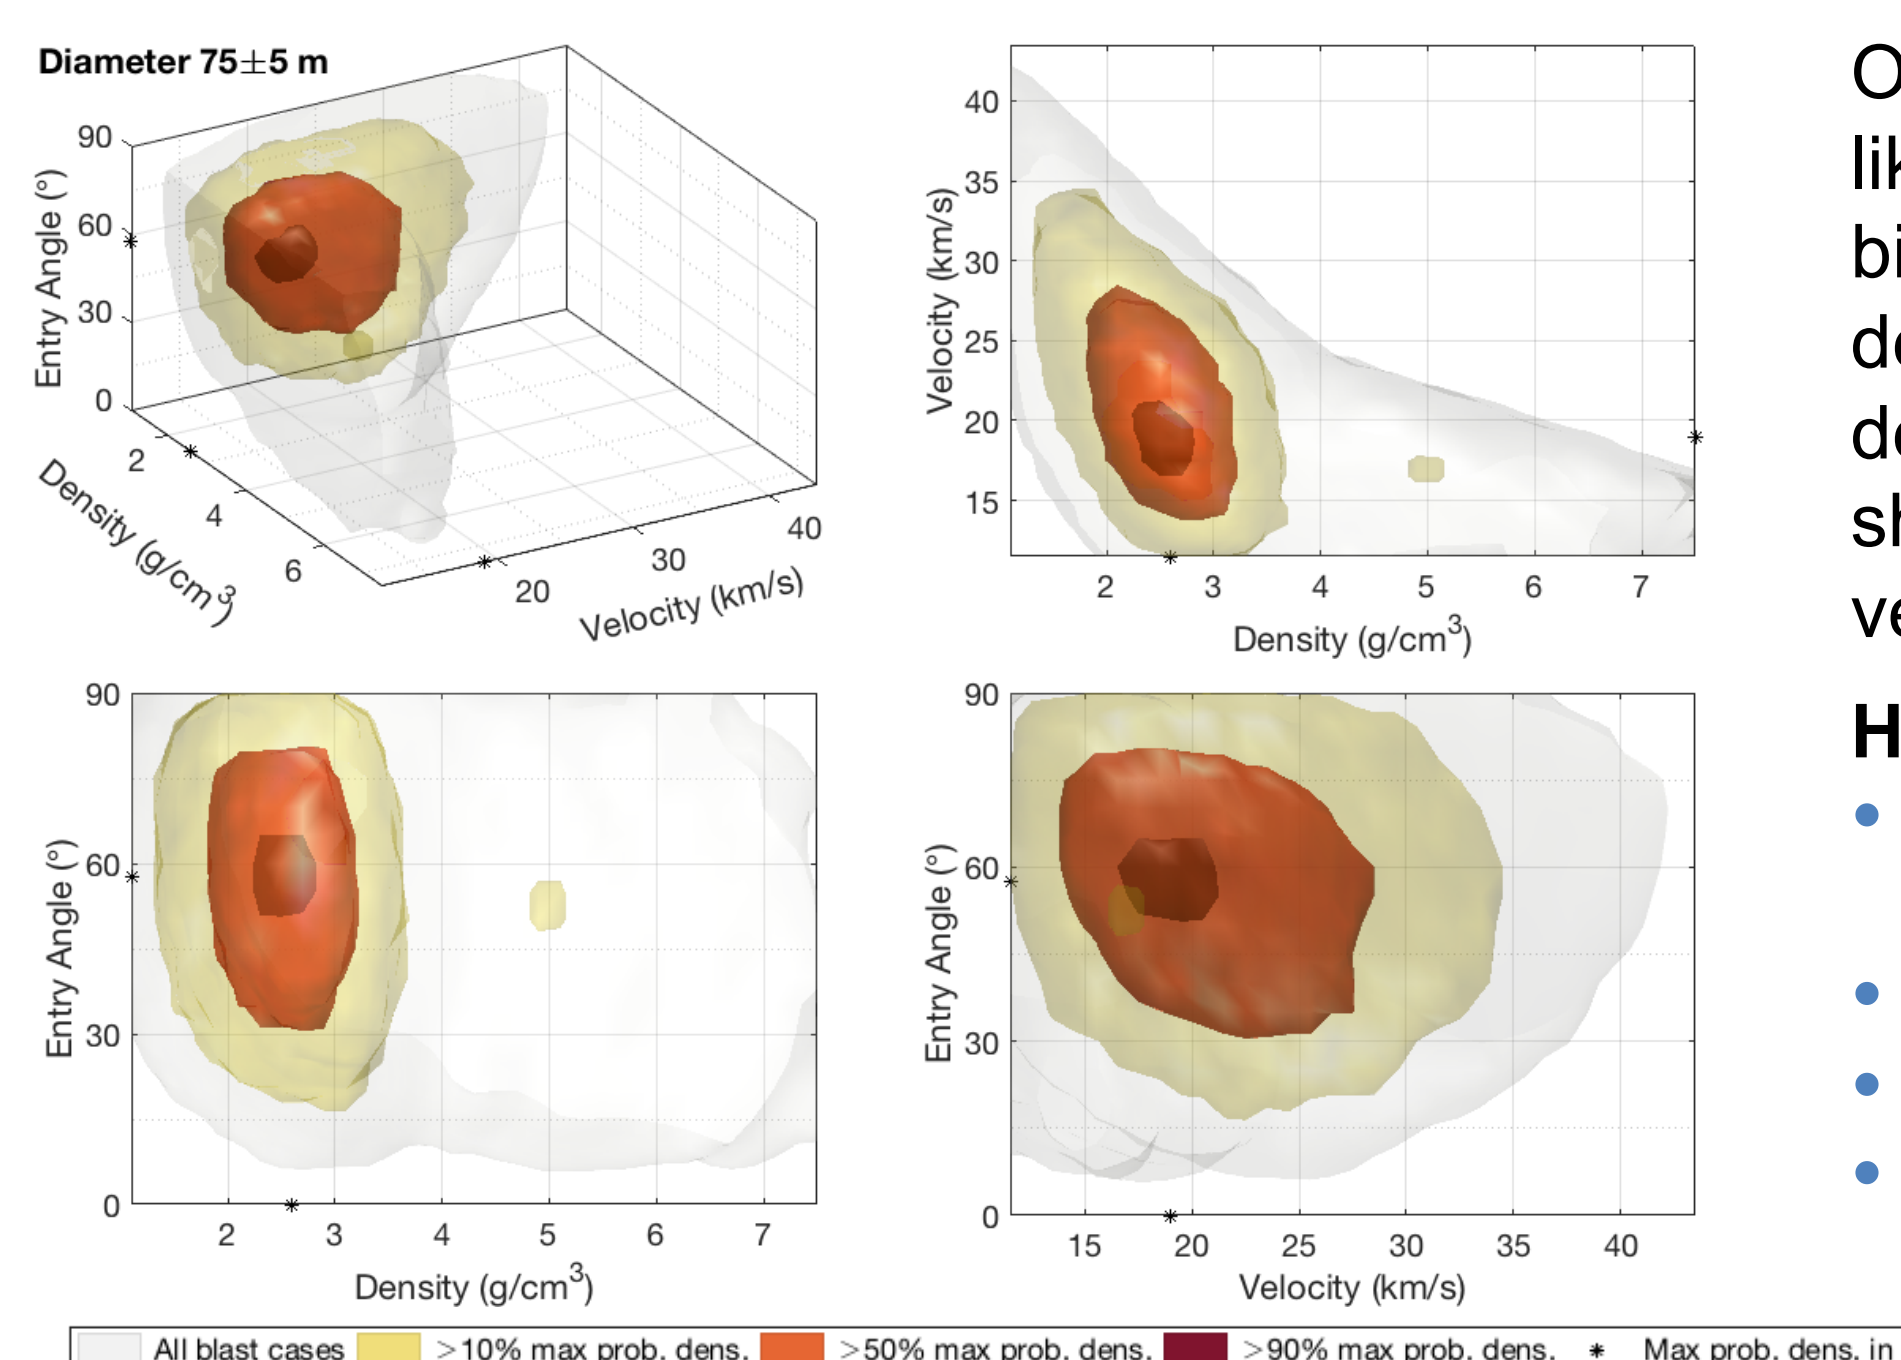 Diameter 75±5 m
90
60
30
0
Entry Angle (°)
2
4
6
Density (g/cm³)
20
30
40
Velocity (km/s)
40
35
30
25
20
15
Velocity (km/s)
2 3 4 5 6 7
Density (g/cm³)
90
60
30
0
Entry Angle (°)
2 3 4 5 6 7
Density (g/cm³)
90
60
30
0
Entry Angle (°)
15 20 25 30 35 40
Velocity (km/s)
All blast cases >10% max prob. dens. >50% max prob. dens. >90% max prob. dens. * Max prob. dens. in
H